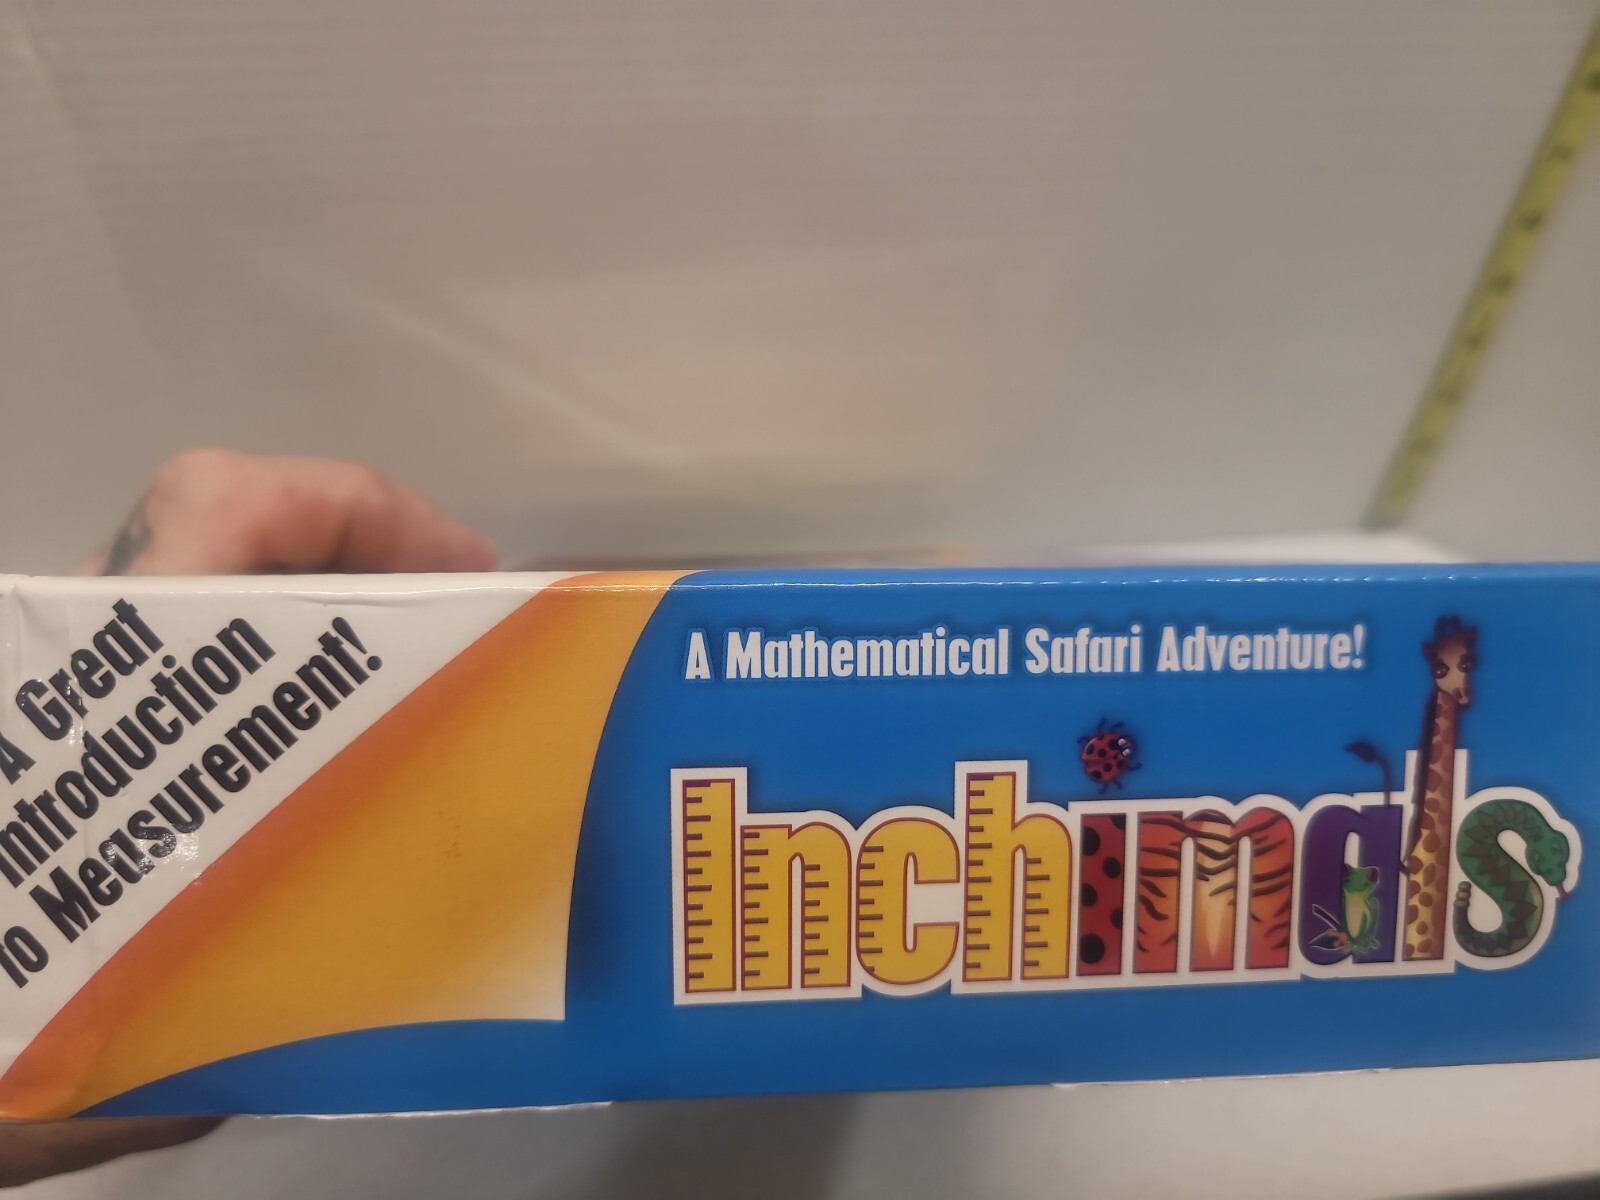 A Great
Introduction
to Measurement!
A Mathematical Safari Adventure!
Inchimals